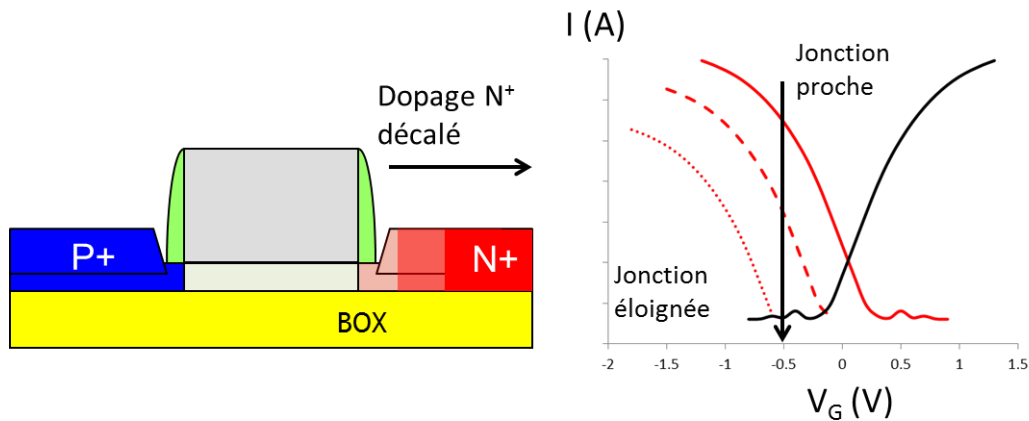 Dopage N⁺
décalé
P+
N+
BOX
I (A)
Jonction
proche
Jonction
éloignée
-2 -1.5 -1 -0.5 0 0.5 1 1.5
V_G (V)